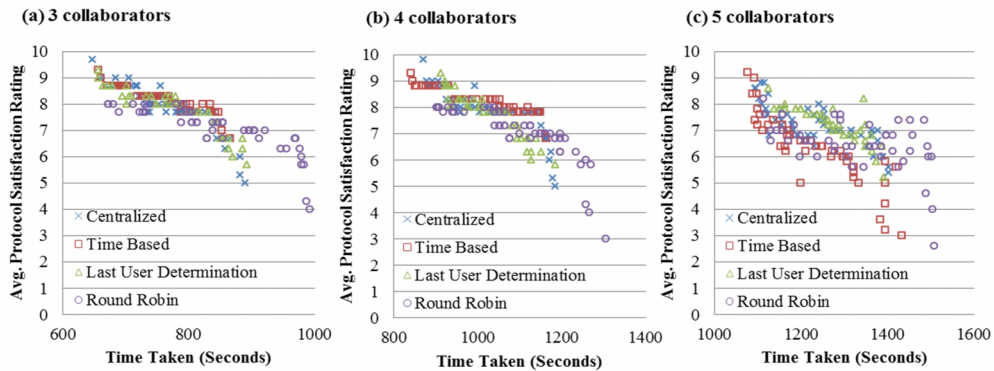 (a) 3 collaborators
Avg. Protocol Satisfaction Rating
10
9
8
7
6
5
4
3
2
1
0
Centralized
Time Based
Last User Determination
Round Robin
600
800
1000
Time Taken (Seconds)
(b) 4 collaborators
Avg. Protocol Satisfaction Rating
10
9
8
7
6
5
4
3
2
1
0
Centralized
Time Based
Last User Determination
Round Robin
800
1000
1200
1400
Time Taken (Seconds)
(c) 5 collaborators
Avg. Protocol Satisfaction Rating
10
9
8
7
6
5
4
3
2
1
0
Centralized
Time Based
Last User Determination
Round Robin
1000
1200
1400
1600
Time Taken (Seconds)